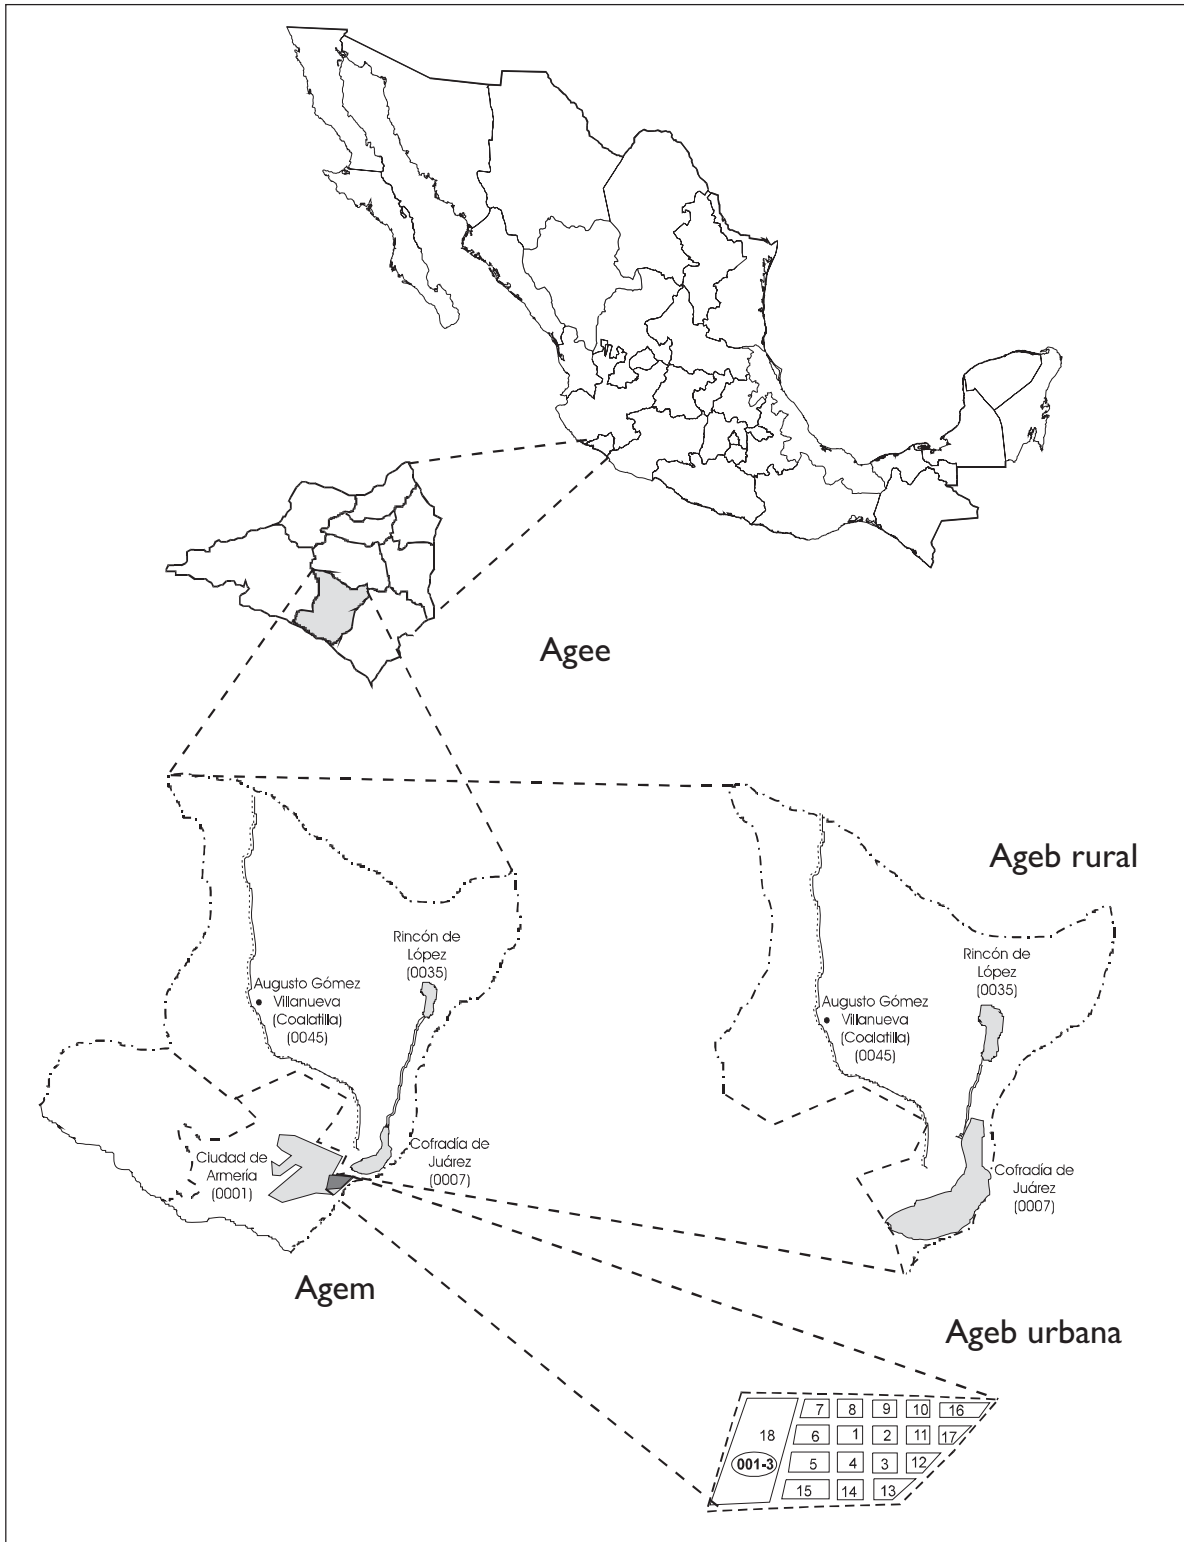 Agee
Ageb rural
Rincón de
López
(0035)
Augusto Gómez
Villanueva
(Coalatilla)
(0045)
Ciudad de
Armería
(0001)
Cofradía de
Juárez
(0007)
Agem
Rincón de
López
(0035)
Augusto Gómez
Villanueva
(Coalatilla)
(0045)
Cofradía de
Juárez
(0007)
Ageb urbana
7 8 9 10 16
18 6 1 2 11 17
001-3 5 4 3 12
15 14 13